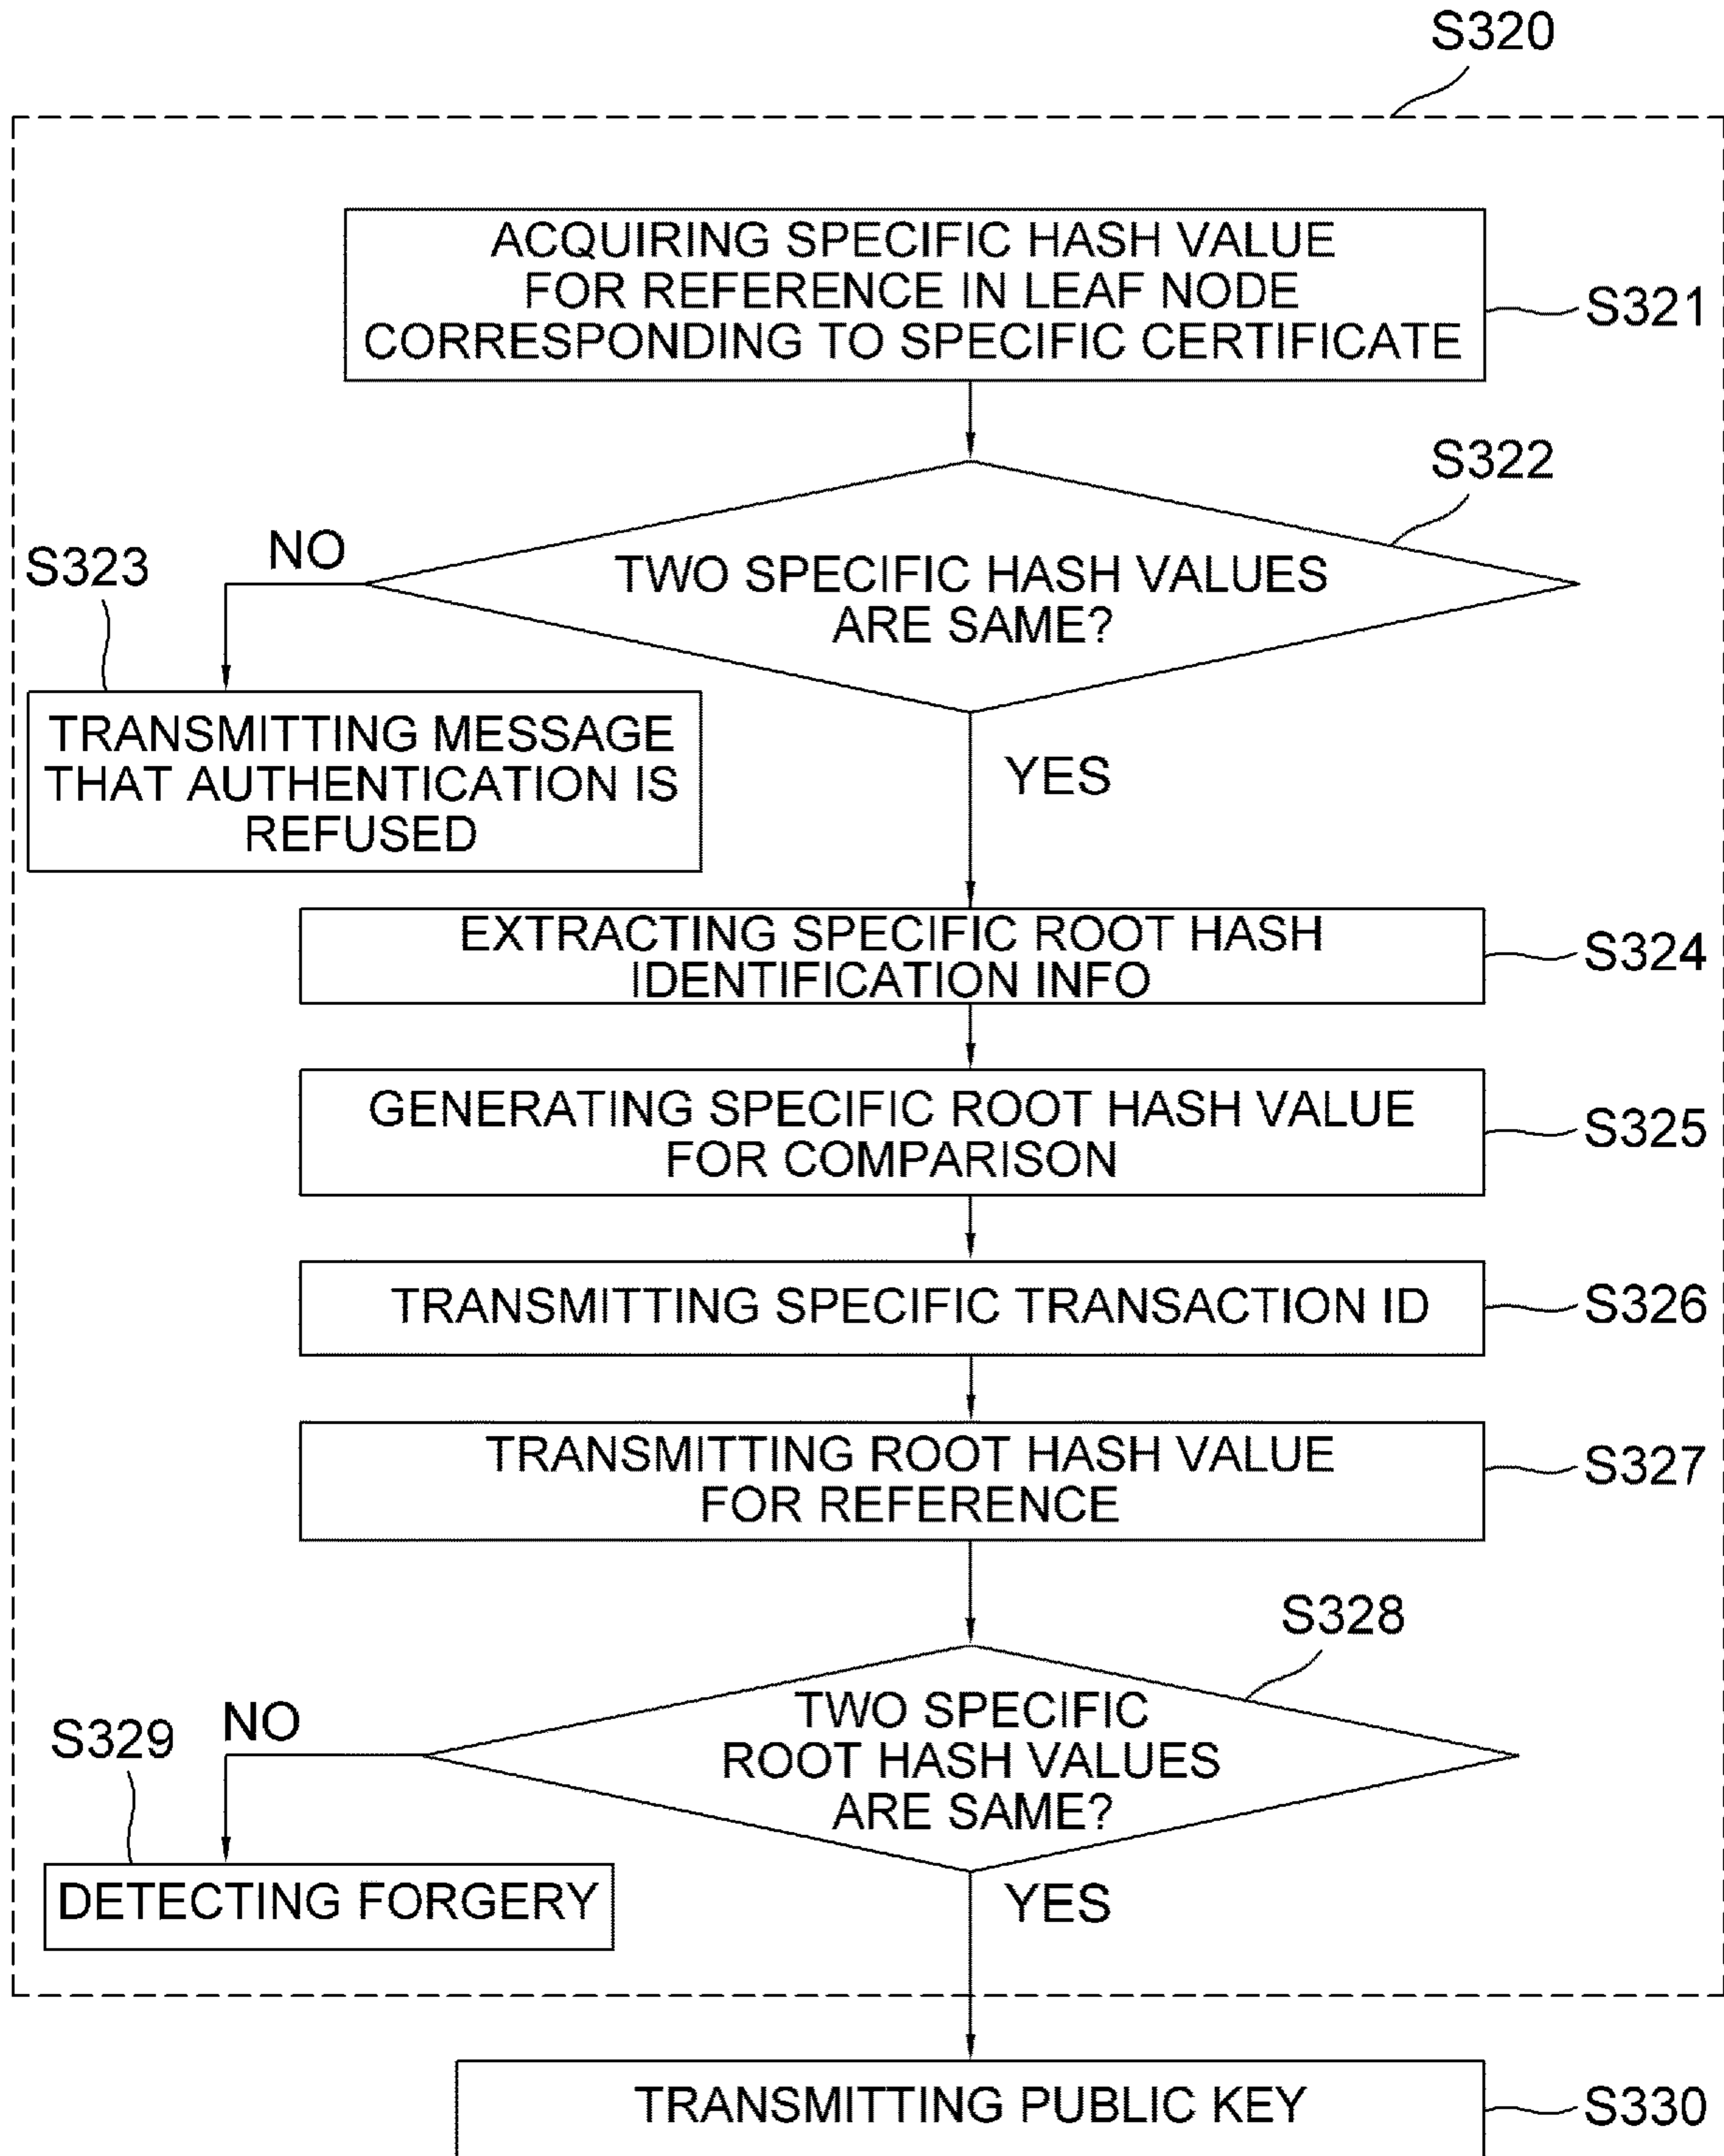 S320
ACQUIRING SPECIFIC HASH VALUE
FOR REFERENCE IN LEAF NODE
CORRESPONDING TO SPECIFIC CERTIFICATE
S321
S322
TWO SPECIFIC HASH VALUES
ARE SAME?
NO
S323
TRANSMITTING MESSAGE
THAT AUTHENTICATION IS
REFUSED
YES
EXTRACTING SPECIFIC ROOT HASH
IDENTIFICATION INFO
S324
GENERATING SPECIFIC ROOT HASH VALUE
FOR COMPARISON
S325
TRANSMITTING SPECIFIC TRANSACTION ID
S326
TRANSMITTING ROOT HASH VALUE
FOR REFERENCE
S327
S328
TWO SPECIFIC
ROOT HASH VALUES
ARE SAME?
NO
S329
DETECTING FORGERY
YES
TRANSMITTING PUBLIC KEY
S330